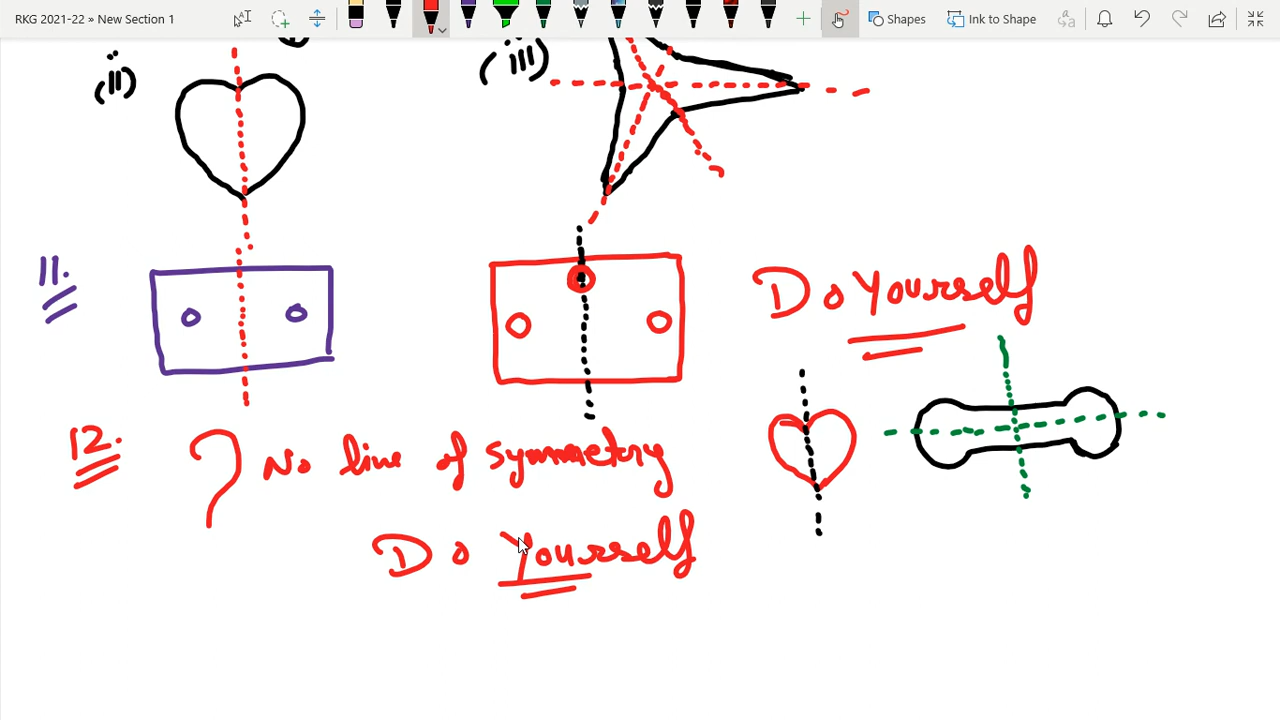 RKG 2021-22 » New Section 1
Shapes
Ink to Shape
(ii)
(iii)
11.
Do Yourself
12.
? No line of symmetry
Do Yourself